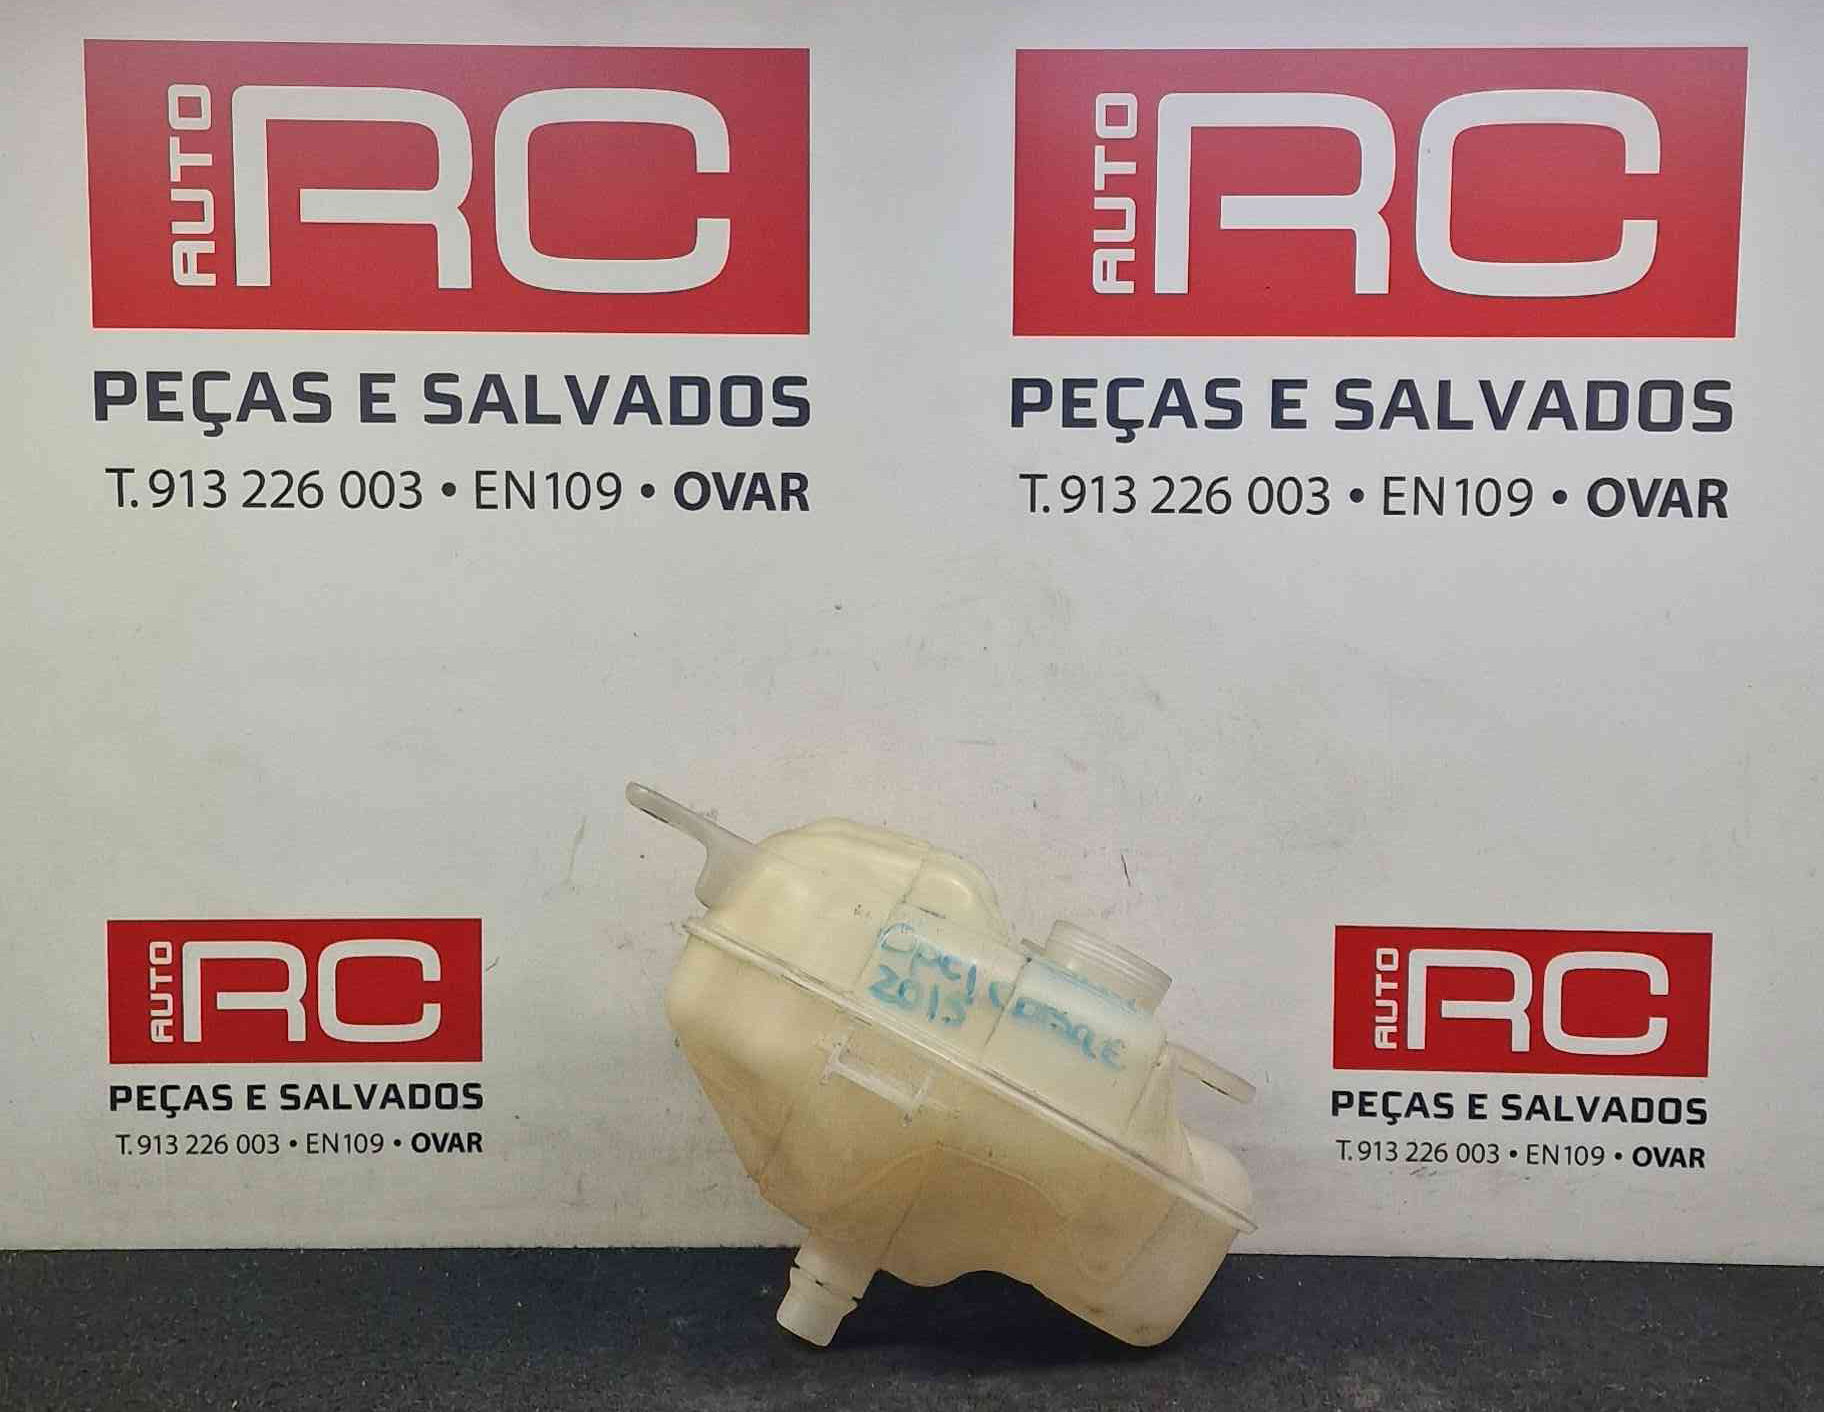 AUTO RC
PEÇAS E SALVADOS
T. 913 226 003 • EN109 • OVAR
AUTO RC
PEÇAS E SALVADOS
T. 913 226 003 • EN109 • OVAR
OPEL CORSA E
2015
AUTO RC
PEÇAS E SALVADOS
T. 913 226 003 • EN109 • OVAR
AUTO RC
PEÇAS E SALVADOS
T. 913 226 003 • EN109 • OVAR